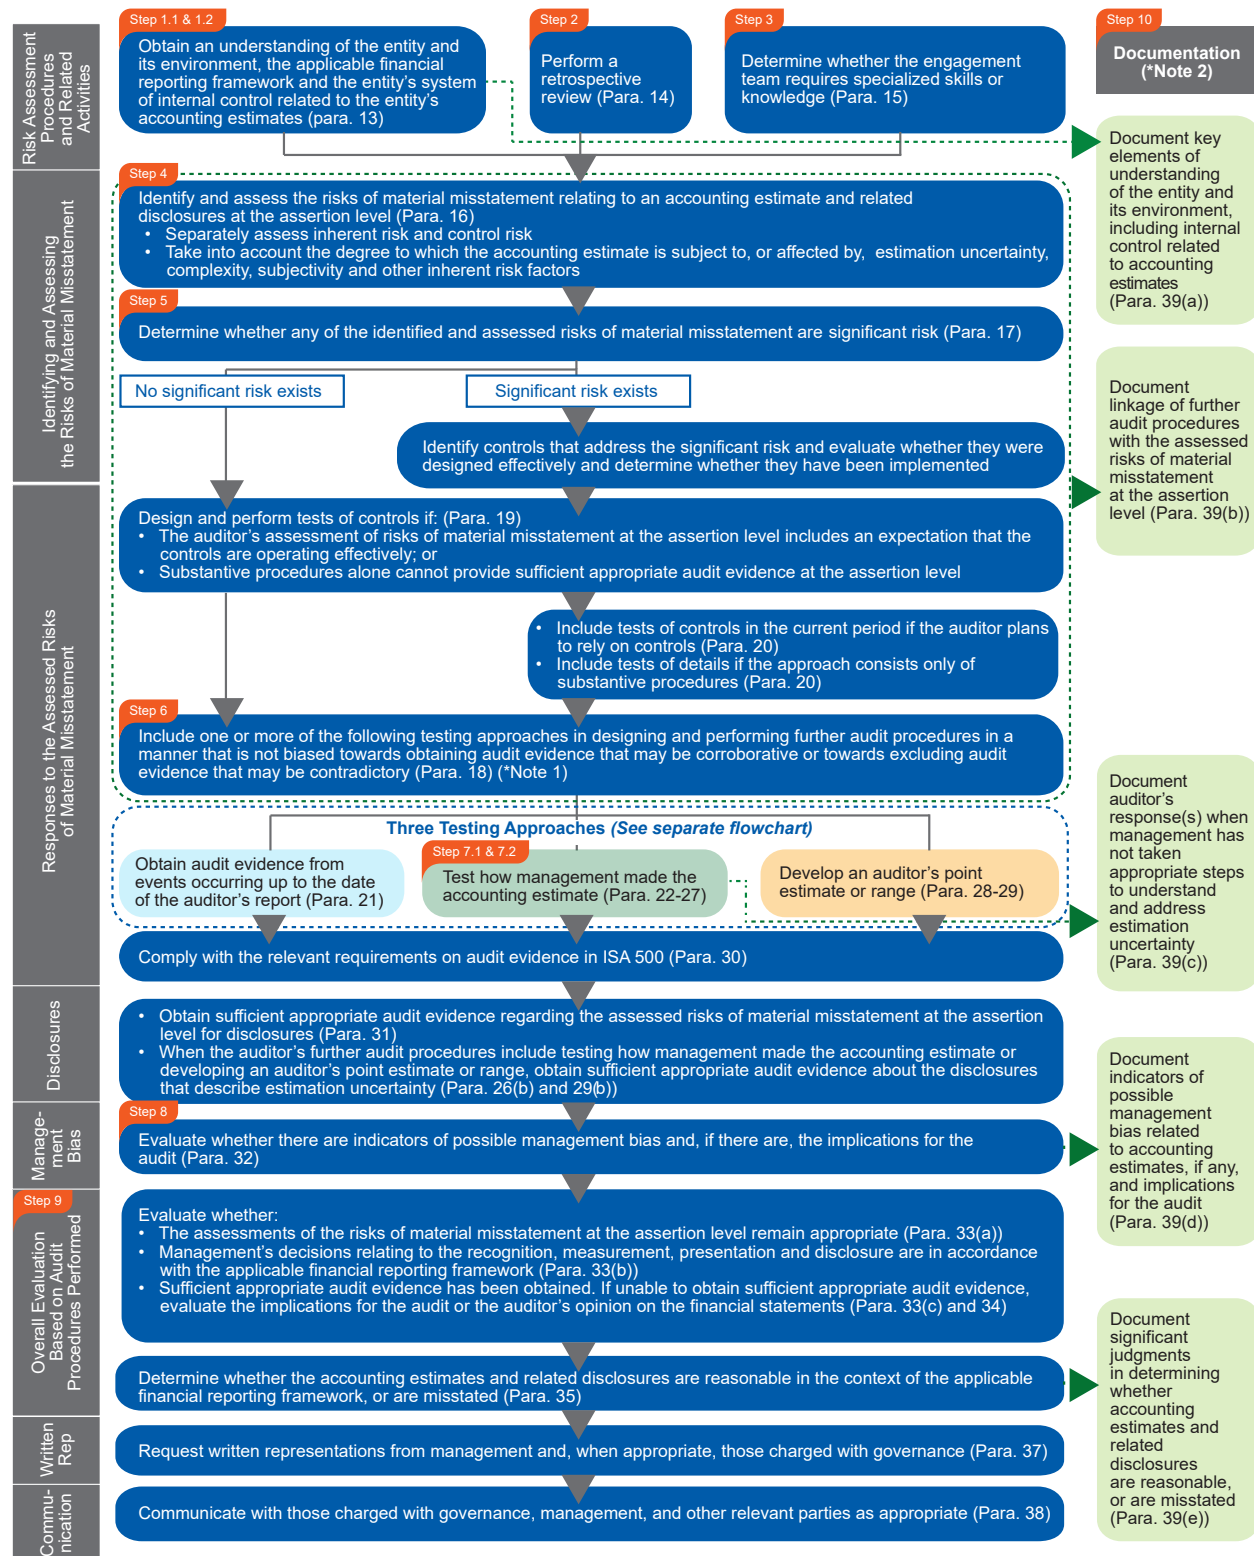 Risk Assessment
Procedures
and Related
Activities
Step 1.1 & 1.2
Obtain an understanding of the entity and
its environment, the applicable financial
reporting framework and the entity's system
of internal control related to the entity's
accounting estimates (para. 13)
Step 2
Perform a
retrospective
review (Para. 14)
Step 3
Determine whether the engagement
team requires specialized skills or
knowledge (Para. 15)
Step 10
Documentation
(*Note 2)
Document key
elements of
understanding
of the entity and
its environment,
including internal
control related
to accounting
estimates
(Para. 39(a))
Identifying and Assessing
the Risks of Material Misstatement
Step 4
Identify and assess the risks of material misstatement relating to an accounting estimate and related
disclosures at the assertion level (Para. 16)
• Separately assess inherent risk and control risk
• Take into account the degree to which the accounting estimate is subject to, or affected by, estimation uncertainty,
complexity, subjectivity and other inherent risk factors
Step 5
Determine whether any of the identified and assessed risks of material misstatement are significant risk (Para. 17)
No significant risk exists
Significant risk exists
Identify controls that address the significant risk and evaluate whether they were
designed effectively and determine whether they have been implemented
Document
linkage of further
audit procedures
with the assessed
risks of material
misstatement
at the assertion
level (Para. 39(b))
Responses to the Assessed Risks
of Material Misstatement
Design and perform tests of controls if: (Para. 19)
• The auditor's assessment of risks of material misstatement at the assertion level includes an expectation that the
controls are operating effectively; or
• Substantive procedures alone cannot provide sufficient appropriate audit evidence at the assertion level
• Include tests of controls in the current period if the auditor plans
to rely on controls (Para. 20)
• Include tests of details if the approach consists only of
substantive procedures (Para. 20)
Step 6
Include one or more of the following testing approaches in designing and performing further audit procedures in a
manner that is not biased towards obtaining audit evidence that may be corroborative or towards excluding audit
evidence that may be contradictory (Para. 18) (*Note 1)
Three Testing Approaches (See separate flowchart)
Obtain audit evidence from
events occurring up to the date
of the auditor's report (Para. 21)
Step 7.1 & 7.2
Test how management made the
accounting estimate (Para. 22-27)
Develop an auditor's point
estimate or range (Para. 28-29)
Comply with the relevant requirements on audit evidence in ISA 500 (Para. 30)
Document
auditor's
response(s) when
management has
not taken
appropriate steps
to understand
and address
estimation
uncertainty
(Para. 39(c))
Disclosures
• Obtain sufficient appropriate audit evidence regarding the assessed risks of material misstatement at the assertion
level for disclosures (Para. 31)
• When the auditor's further audit procedures include testing how management made the accounting estimate or
developing an auditor's point estimate or range, obtain sufficient appropriate audit evidence about the disclosures
that describe estimation uncertainty (Para. 26(b) and 29(b))
Manage-
ment
Bias
Step 8
Evaluate whether there are indicators of possible management bias and, if there are, the implications for the
audit (Para. 32)
Document
indicators of
possible
management
bias related
to accounting
estimates, if any,
and implications
for the audit
(Para. 39(d))
Step 9
Overall Evaluation
Based on Audit
Procedures Performed
Evaluate whether:
• The assessments of the risks of material misstatement at the assertion level remain appropriate (Para. 33(a))
• Management's decisions relating to the recognition, measurement, presentation and disclosure are in accordance
with the applicable financial reporting framework (Para. 33(b))
• Sufficient appropriate audit evidence has been obtained. If unable to obtain sufficient appropriate audit evidence,
evaluate the implications for the audit or the auditor's opinion on the financial statements (Para. 33(c) and 34)
Determine whether the accounting estimates and related disclosures are reasonable in the context of the applicable
financial reporting framework, or are misstated (Para. 35)
Document
significant
judgments
in determining
whether
accounting
estimates and
related
disclosures
are reasonable,
or are misstated
(Para. 39(e))
Written
Rep
Request written representations from management and, when appropriate, those charged with governance (Para. 37)
Commu-
nication
Communicate with those charged with governance, management, and other relevant parties as appropriate (Para. 38)